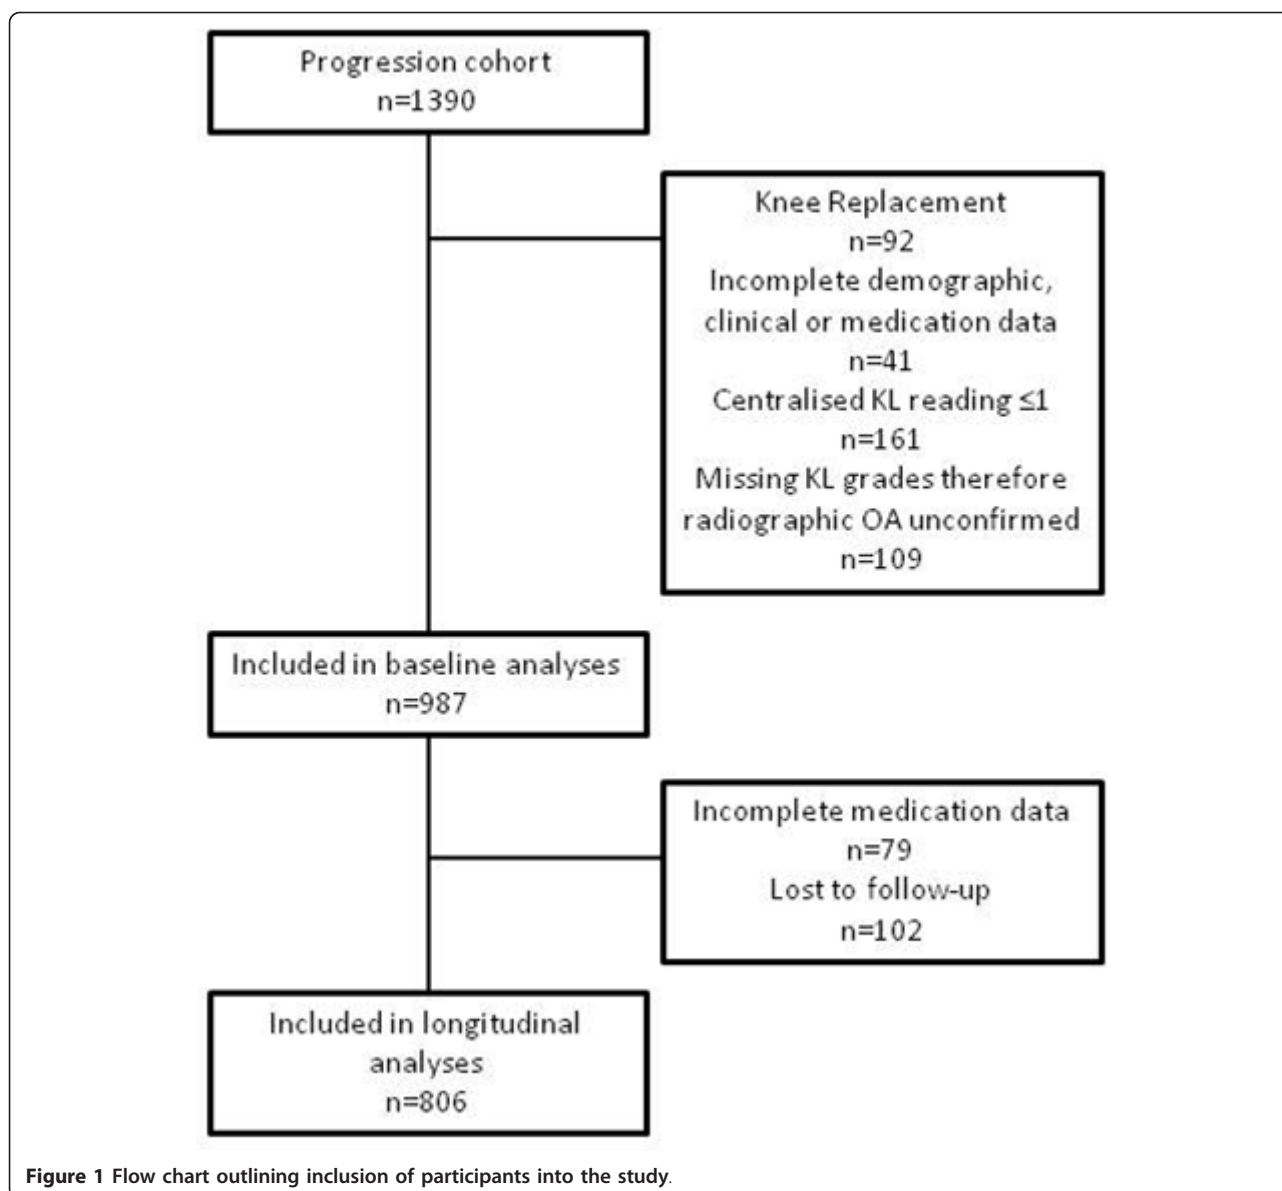 Progression cohort
n=1390
Knee Replacement
n=92
Incomplete demographic,
clinical or medication data
n=41
Centralised KL reading ≤1
n=161
Missing KL grades therefore
radiographic OA unconfirmed
n=109
Included in baseline analyses
n=987
Incomplete medication data
n=79
Lost to follow-up
n=102
Included in longitudinal
analyses
n=806
Figure 1 Flow chart outlining inclusion of participants into the study.